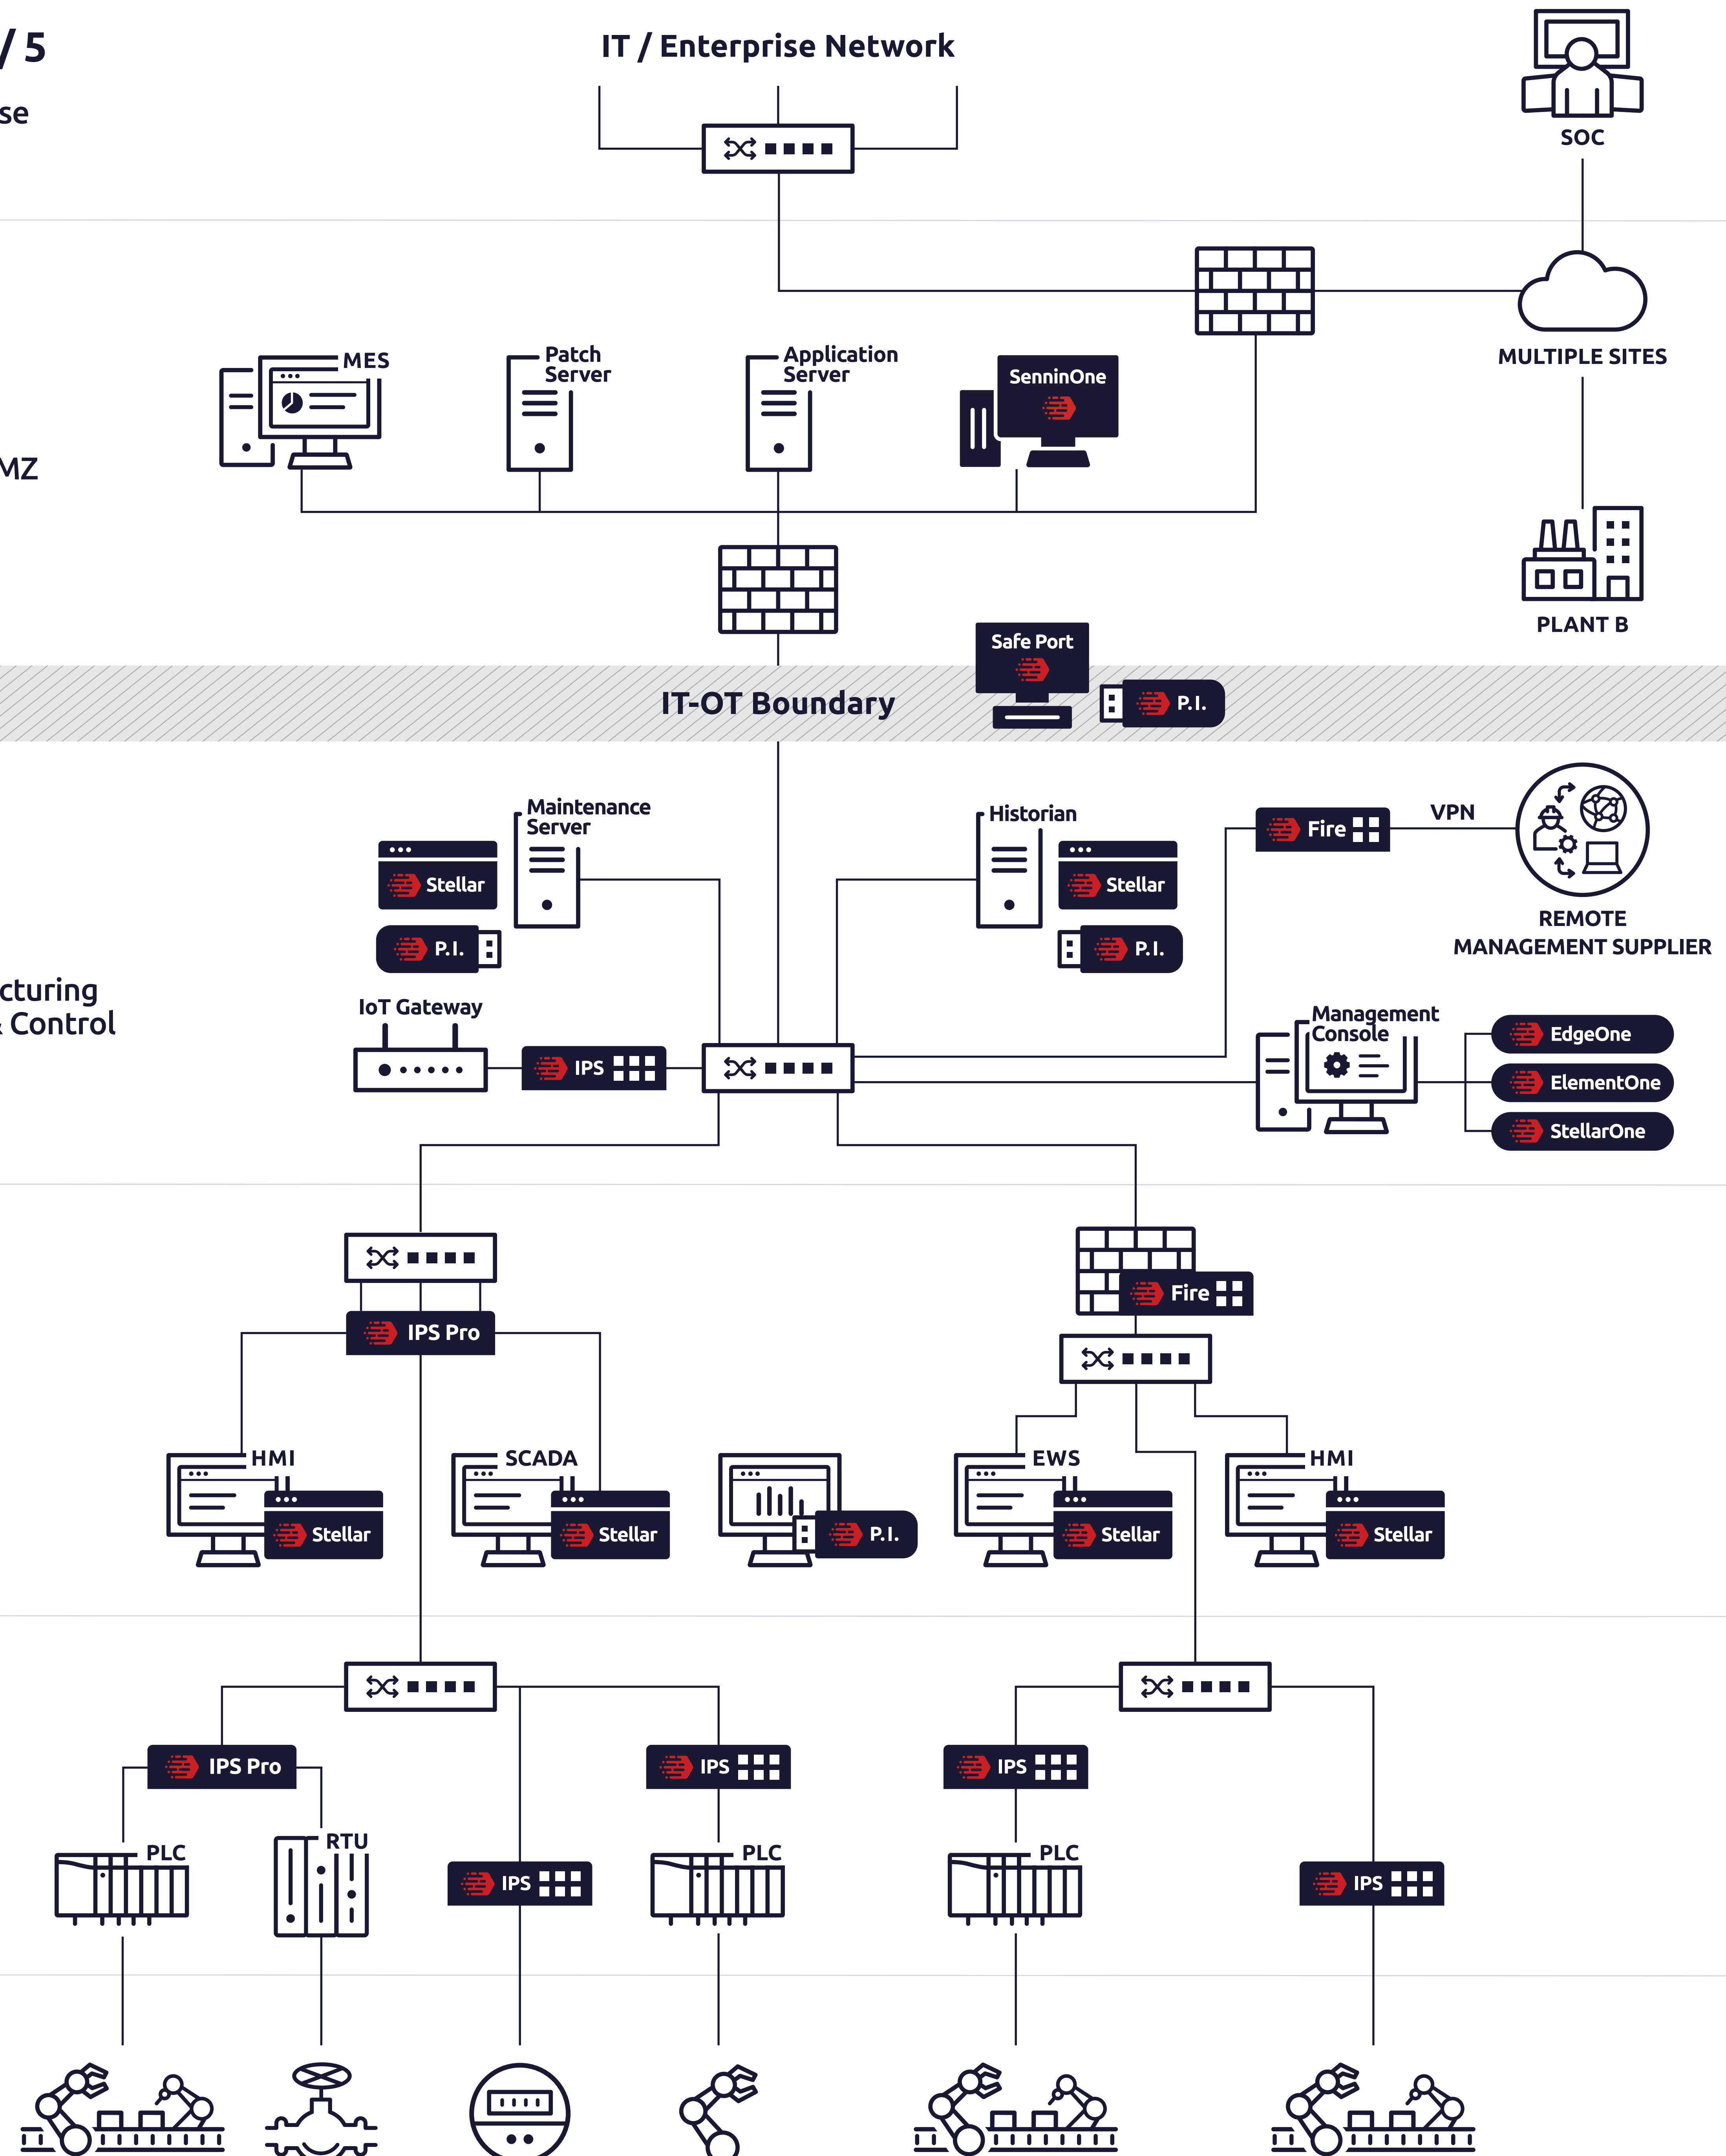 / 5
IT / Enterprise Network
se
SOC
MES
Patch
Server
Application
Server
SenninOne
MULTIPLE SITES
MZ
PLANT B
Safe Port
IT-OT Boundary
P.I.
Maintenance
Server
Historian
Fire
VPN
Stellar
Stellar
REMOTE
MANAGEMENT SUPPLIER
P.I.
P.I.
cturing
& Control
IoT Gateway
IPS
Management
Console
EdgeOne
ElementOne
StellarOne
Fire
IPS Pro
HMI
SCADA
EWS
HMI
Stellar
Stellar
P.I.
Stellar
Stellar
IPS Pro
IPS
IPS
PLC
RTU
PLC
PLC
IPS
IPS